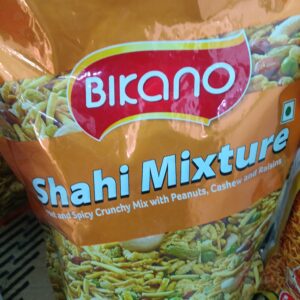 BIKANO
Shahi Mixture
and Spicy Crunchy Mix with Peanuts, Cashew and Raisins